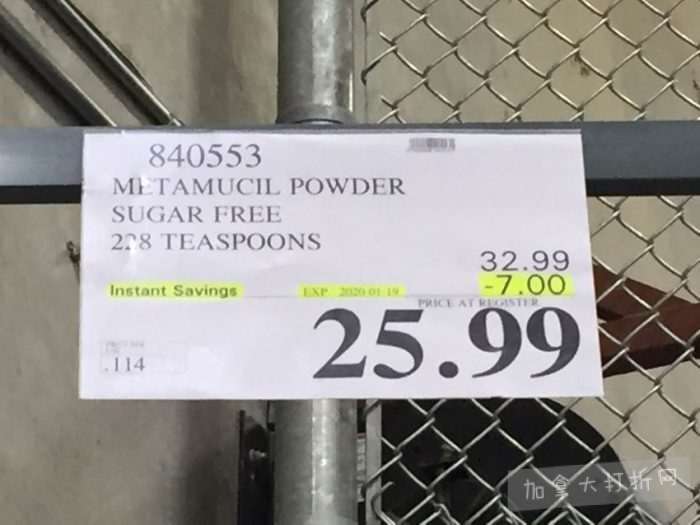 840553
METAMUCIL POWDER
SUGAR FREE
228 TEASPOONS
32.99
Instant Savings EXP 2020-01-19 -7.00
PRICE AT REGISTER
25.99
.114
加拿大打折网